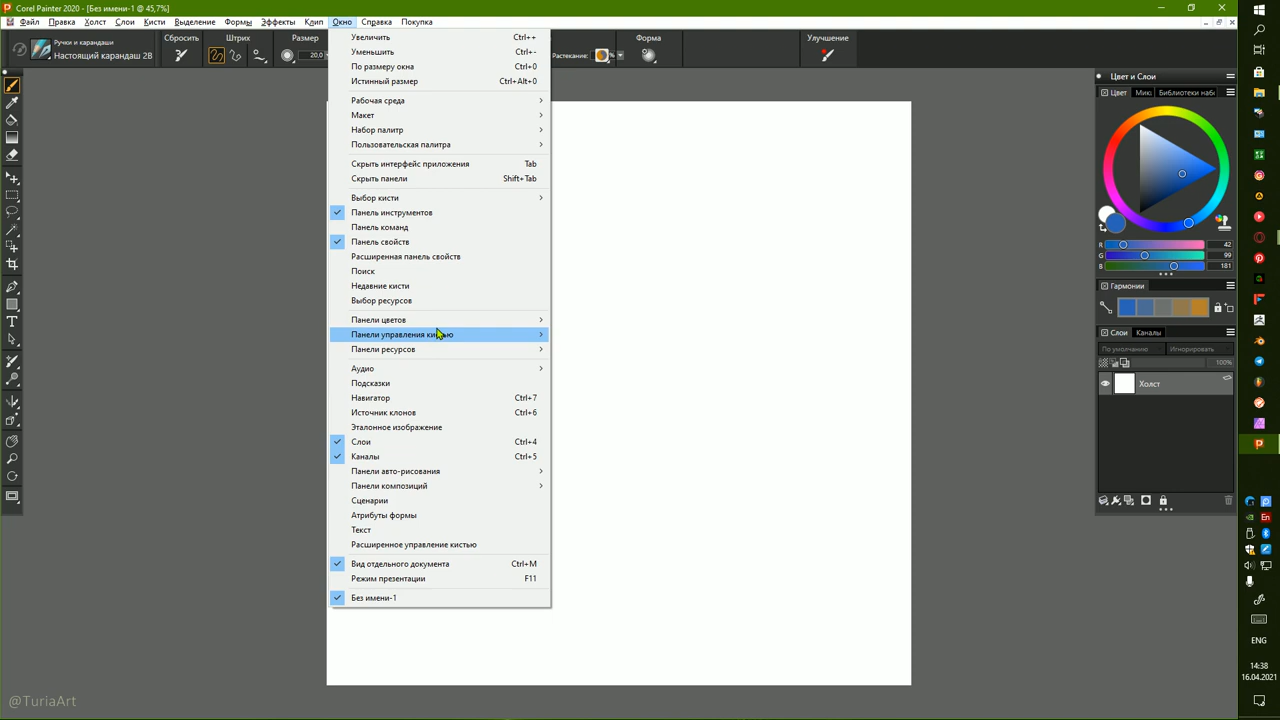 Corel Painter 2020 - [Без имени-1 @ 45,7%]
Файл Правка Холст Слои Кисти Выделение Формы Эффекты Клип Окно Справка Покупка
Ручки и карандаши
Настоящий карандаш 2B
Сбросить
Штрих
Размер
20.0
Растекание:
%
Форма
Улучшение
Увеличить Ctrl++
Уменьшить Ctrl+-
По размеру окна Ctrl+0
Истинный размер Ctrl+Alt+0
Рабочая среда
Макет
Набор палитр
Пользовательская палитра
Скрыть интерфейс приложения Tab
Скрыть панели Shift+Tab
Выбор кисти
Панель инструментов
Панель команд
Панель свойств
Расширенная панель свойств
Поиск
Недавние кисти
Выбор ресурсов
Панели цветов
Панели управления кистью
Панели ресурсов
Аудио
Подсказки
Навигатор Ctrl+7
Источник клонов Ctrl+6
Эталонное изображение
Слои Ctrl+4
Каналы Ctrl+5
Панели авто-рисования
Панели композиций
Сценарии
Атрибуты формы
Текст
Расширенное управление кистью
Вид отдельного документа Ctrl+M
Режим презентации F11
Без имени-1
Цвет и Слои
Цвет Мик Библиотеки наб
R 42
G 99
B 181
Гармонии
Слои Каналы
По умолчанию Игнорировать
100%
Холст
ENG
14:38
16.04.2021
@TuriaArt